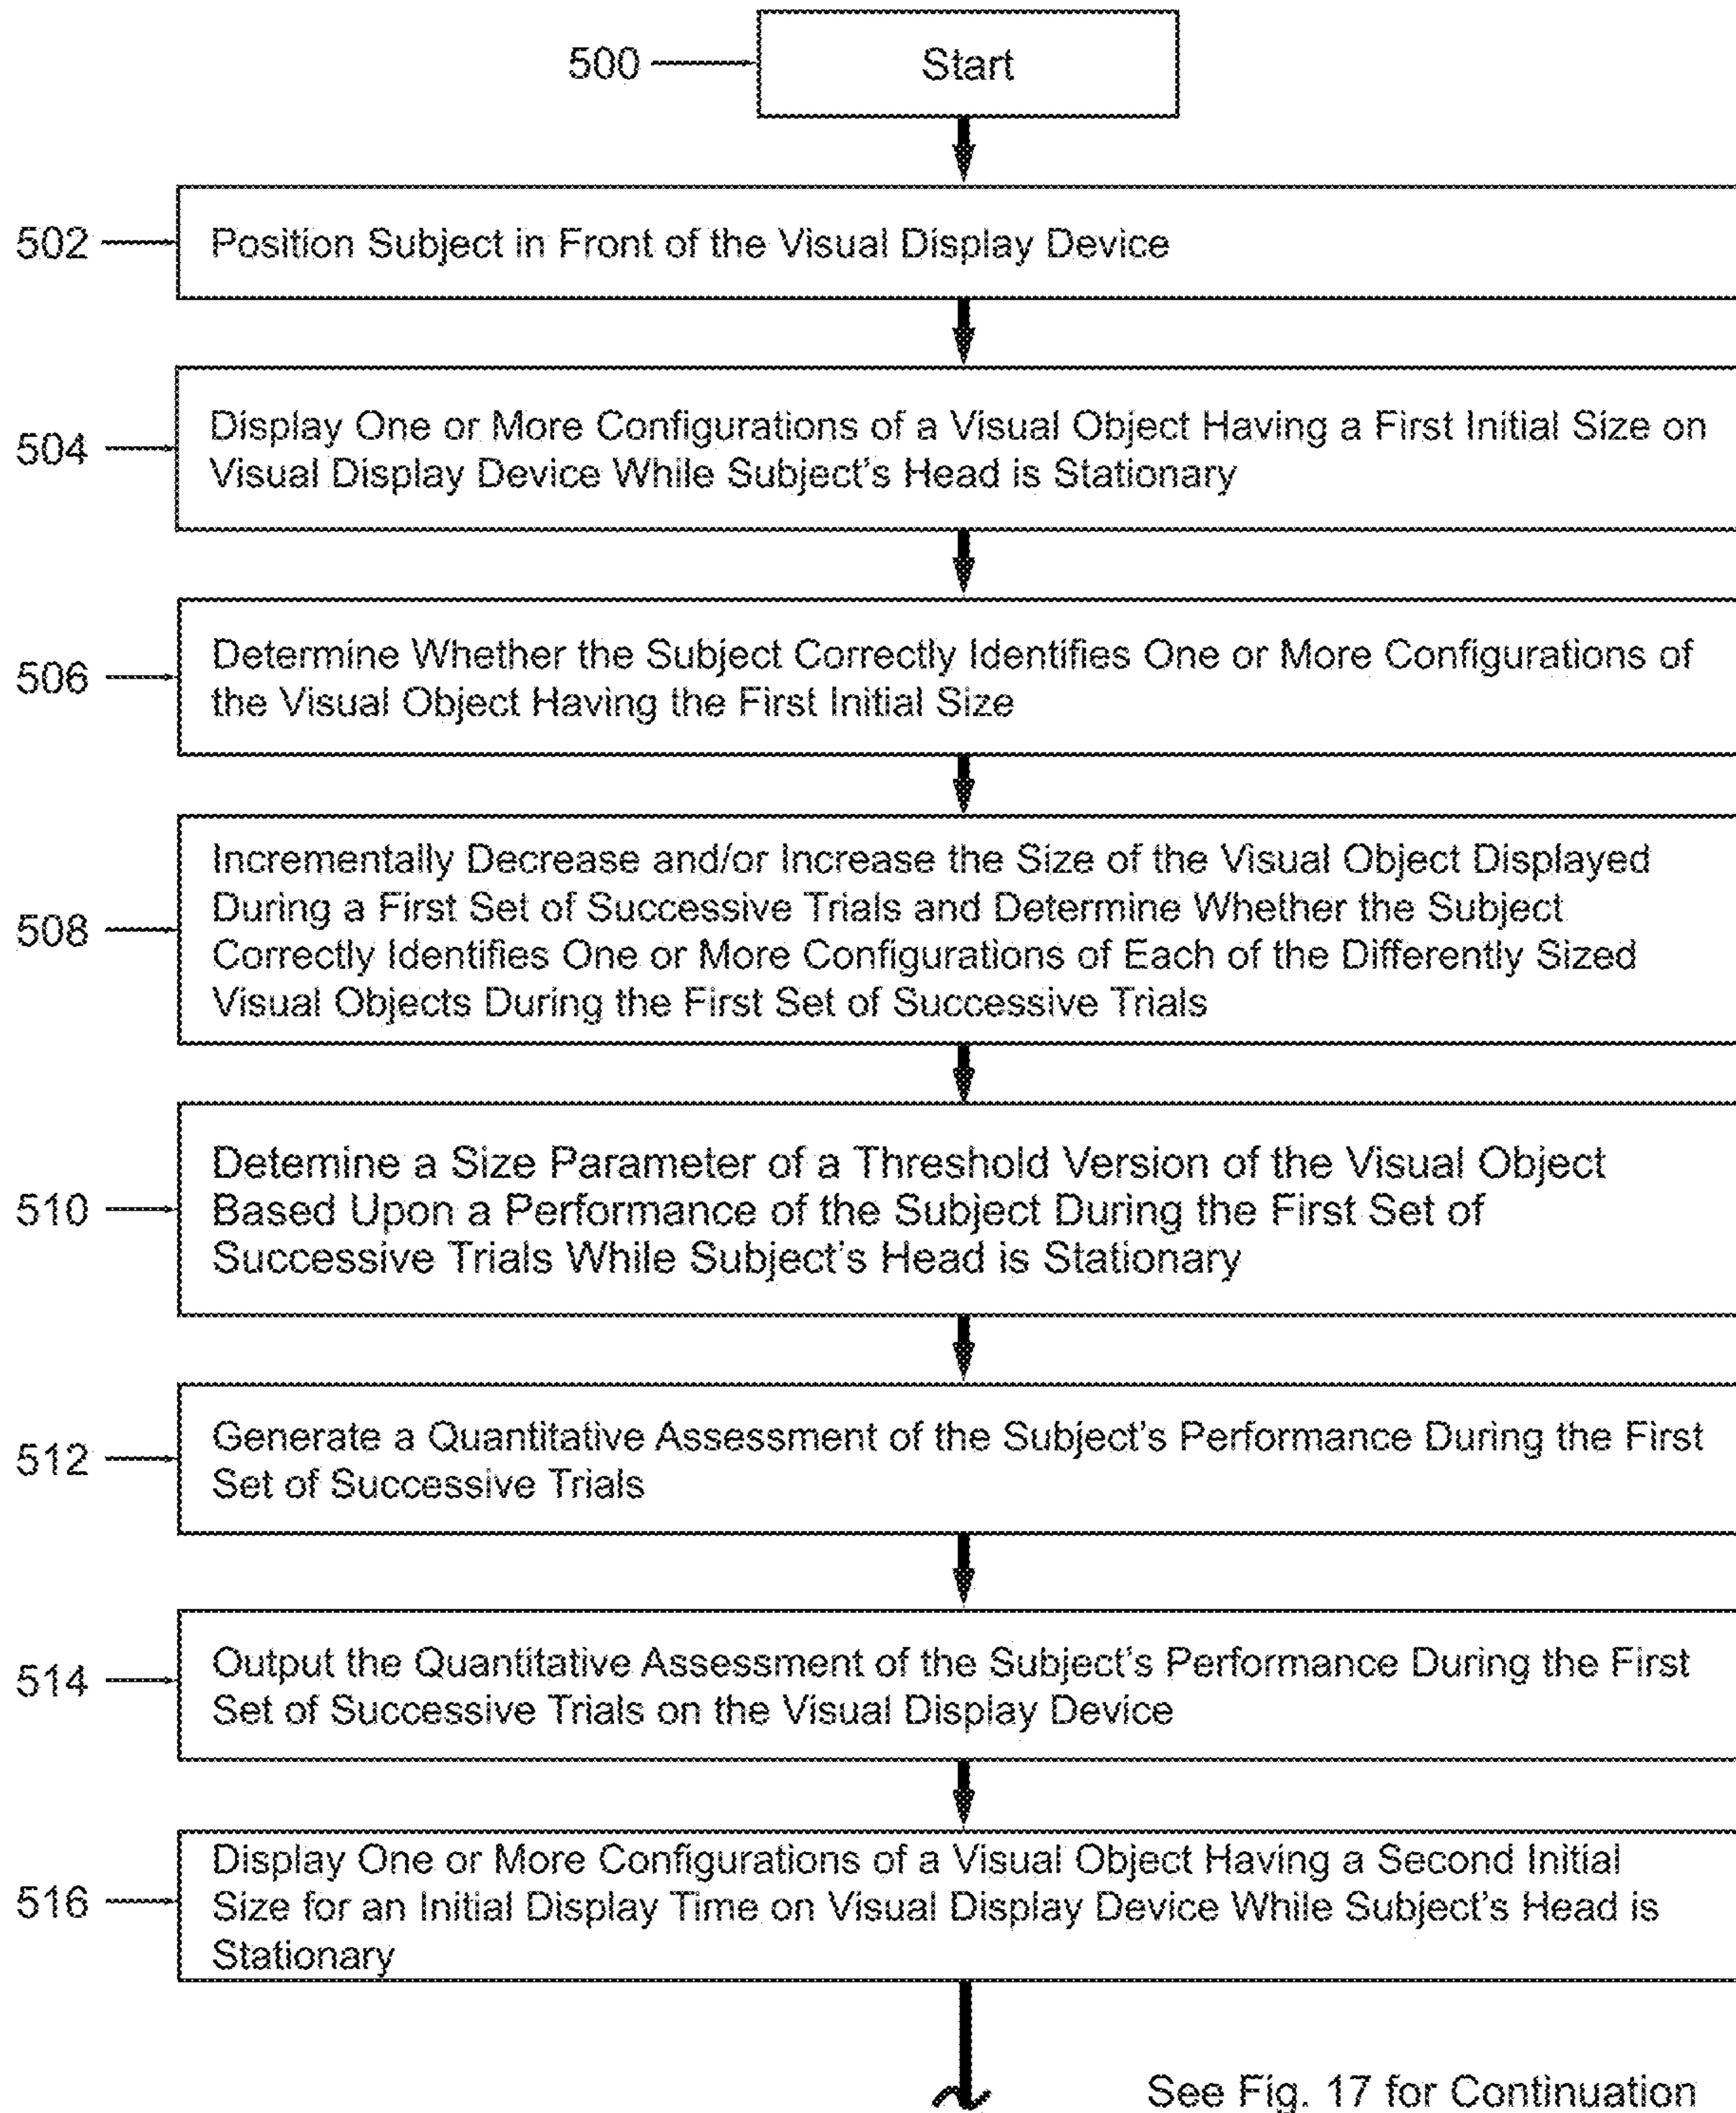 500
Start
502
Position Subject in Front of the Visual Display Device
504
Display One or More Configurations of a Visual Object Having a First Initial Size on
Visual Display Device While Subject's Head is Stationary
506
Determine Whether the Subject Correctly Identifies One or More Configurations of
the Visual Object Having the First Initial Size
508
Incrementally Decrease and/or Increase the Size of the Visual Object Displayed
During a First Set of Successive Trials and Determine Whether the Subject
Correctly Identifies One or More Configurations of Each of the Differently Sized
Visual Objects During the First Set of Successive Trials
510
Detemine a Size Parameter of a Threshold Version of the Visual Object
Based Upon a Performance of the Subject During the First Set of
Successive Trials While Subject's Head is Stationary
512
Generate a Quantitative Assessment of the Subject's Performance During the First
Set of Successive Trials
514
Output the Quantitative Assessment of the Subject's Performance During the First
Set of Successive Trials on the Visual Display Device
516
Display One or More Configurations of a Visual Object Having a Second Initial
Size for an Initial Display Time on Visual Display Device While Subject's Head is
Stationary
See Fig. 17 for Continuation